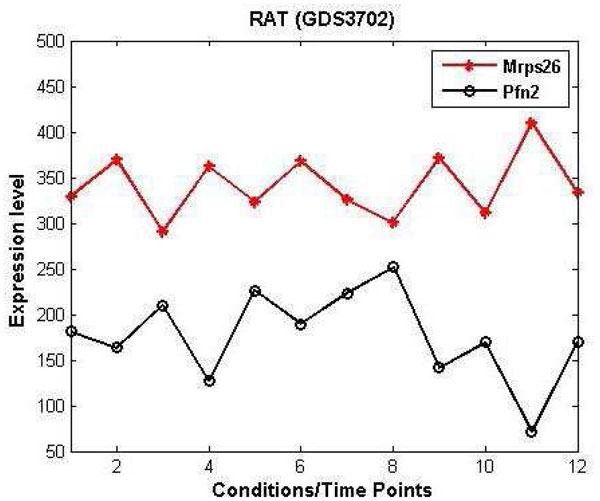 RAT (GDS3702)
500
450
400
350
300
250
200
150
100
50
Expression level
Mrps26
Pfn2
2 4 6 8 10 12
Conditions/Time Points